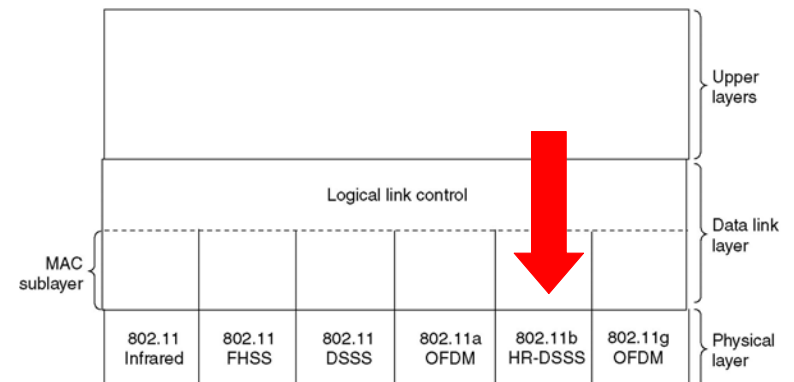 Upper
layers
Logical link control
Data link
layer
MAC
sublayer
802.11
Infrared
802.11
FHSS
802.11
DSSS
802.11a
OFDM
802.11b
HR-DSSS
802.11g
OFDM
Physical
layer